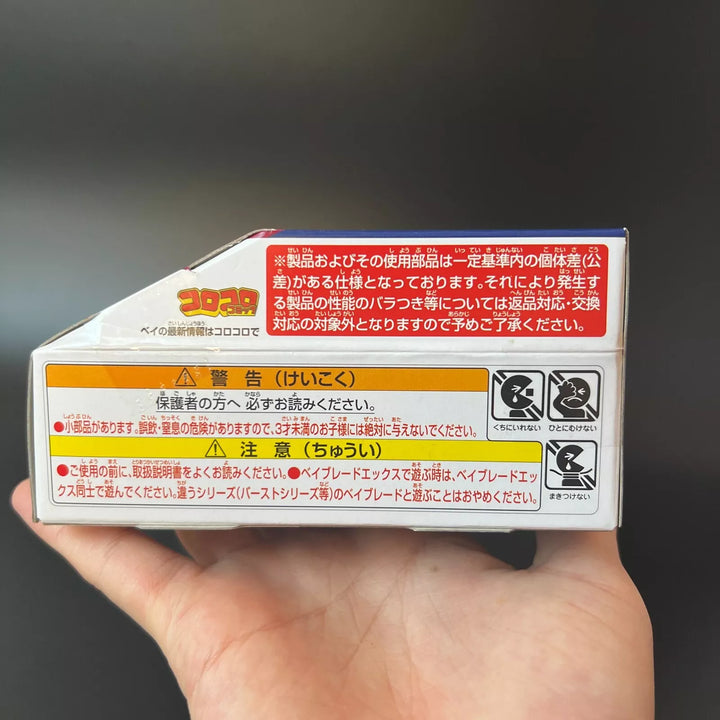 ※製品およびその使用部品は一定基準内の個体差(公
差)がある仕様となっております。それにより発生す
る製品の性能のバラつき等については返品対応・交換
対応の対象外となりますので予めご了承ください。
コロコロ
コミック
ベイの最新情報はコロコロで
警告(けいこく)
保護者の方へ 必ずお読みください。
●小部品があります。誤飲・窒息の危険がありますので、3才未満のお子様には絶対に与えないでください。
注意(ちゅうい)
●ご使用の前に、取扱説明書をよくお読みください。●ベイブレードエックスで遊ぶ時は、ベイブレードエッ
クス同士で遊んでください。違うシリーズ(バーストシリーズ等)のベイブレードと遊ぶことはおやめください。
くちにいれない
ひとにむけない
まきつけない